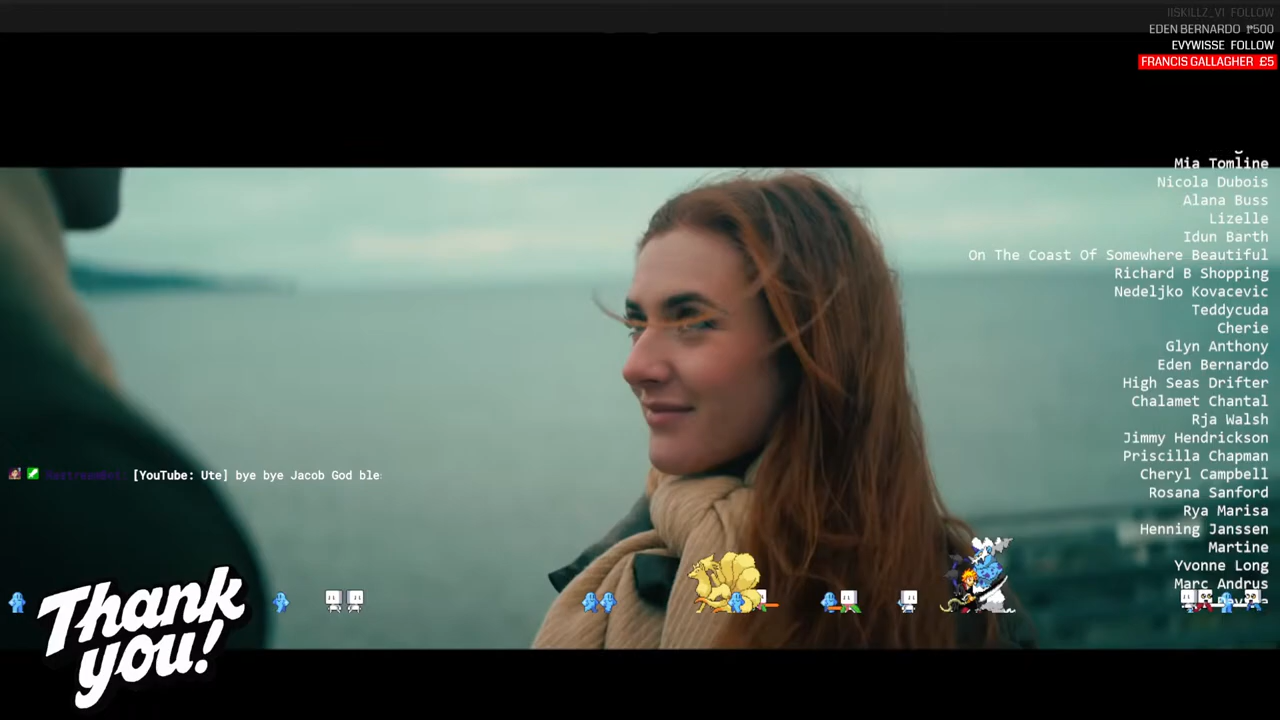 IISKILLZ_VI FOLLOW
EDEN BERNARDO ₱500
EVYWISSE FOLLOW
FRANCIS GALLAGHER £5
Mia Tomline
Nicola Dubois
Alana Buss
Lizelle
Idun Barth
On The Coast Of Somewhere Beautiful
Richard B Shopping
Nedeljko Kovacevic
Teddycuda
Cherie
Glyn Anthony
Eden Bernardo
High Seas Drifter
Chalamet Chantal
Rja Walsh
Jimmy Hendrickson
Priscilla Chapman
Cheryl Campbell
[YouTube: Ute] bye bye Jacob God ble
Rosana Sanford
Rya Marisa
Henning Janssen
Martine
Yvonne Long
Marc Andrus
Thank
you!